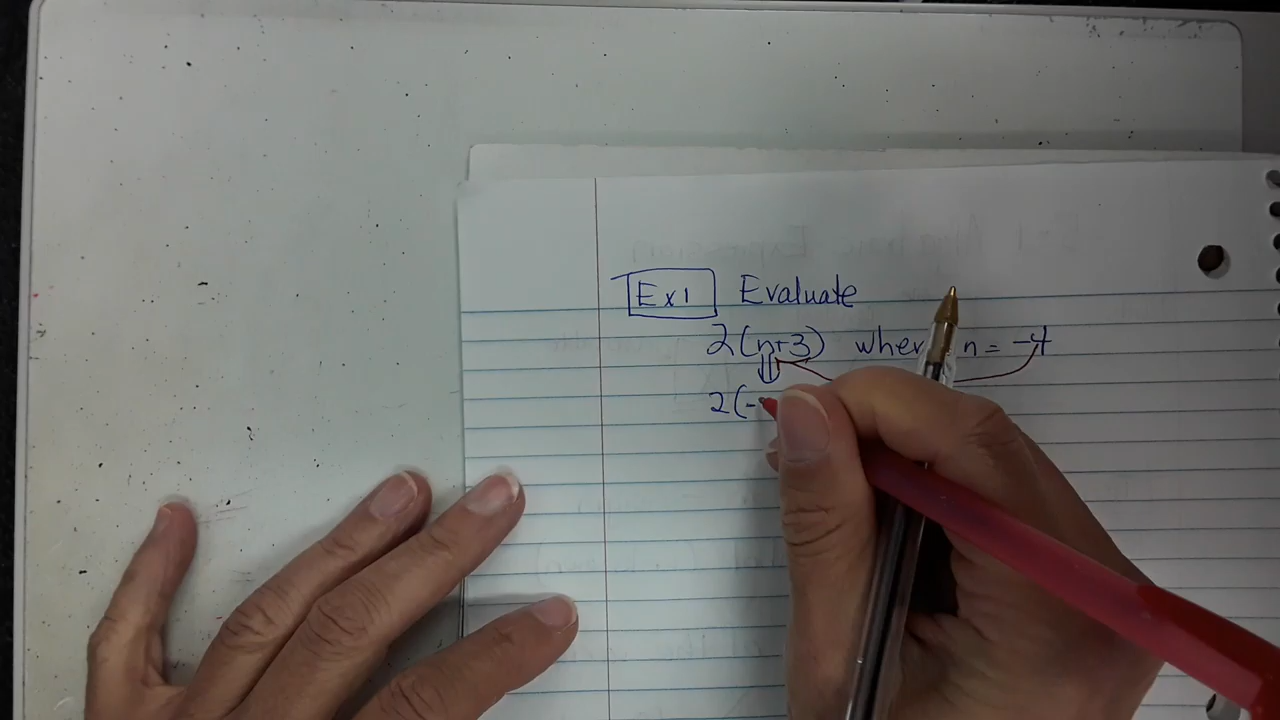 Ex1 Evaluate
2(n+3) when n = -4
2(-